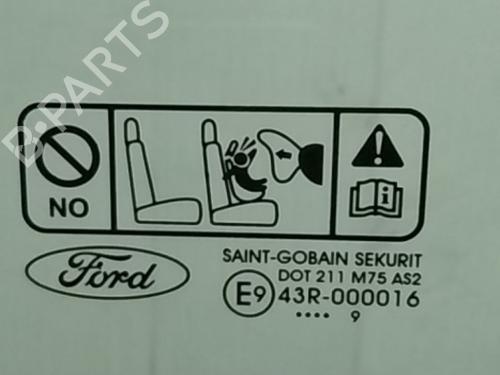 B-PARTS
NO
i
Ford
SAINT-GOBAIN SEKURIT
DOT 211 M75 AS2
E9 43R-000016
.... 9